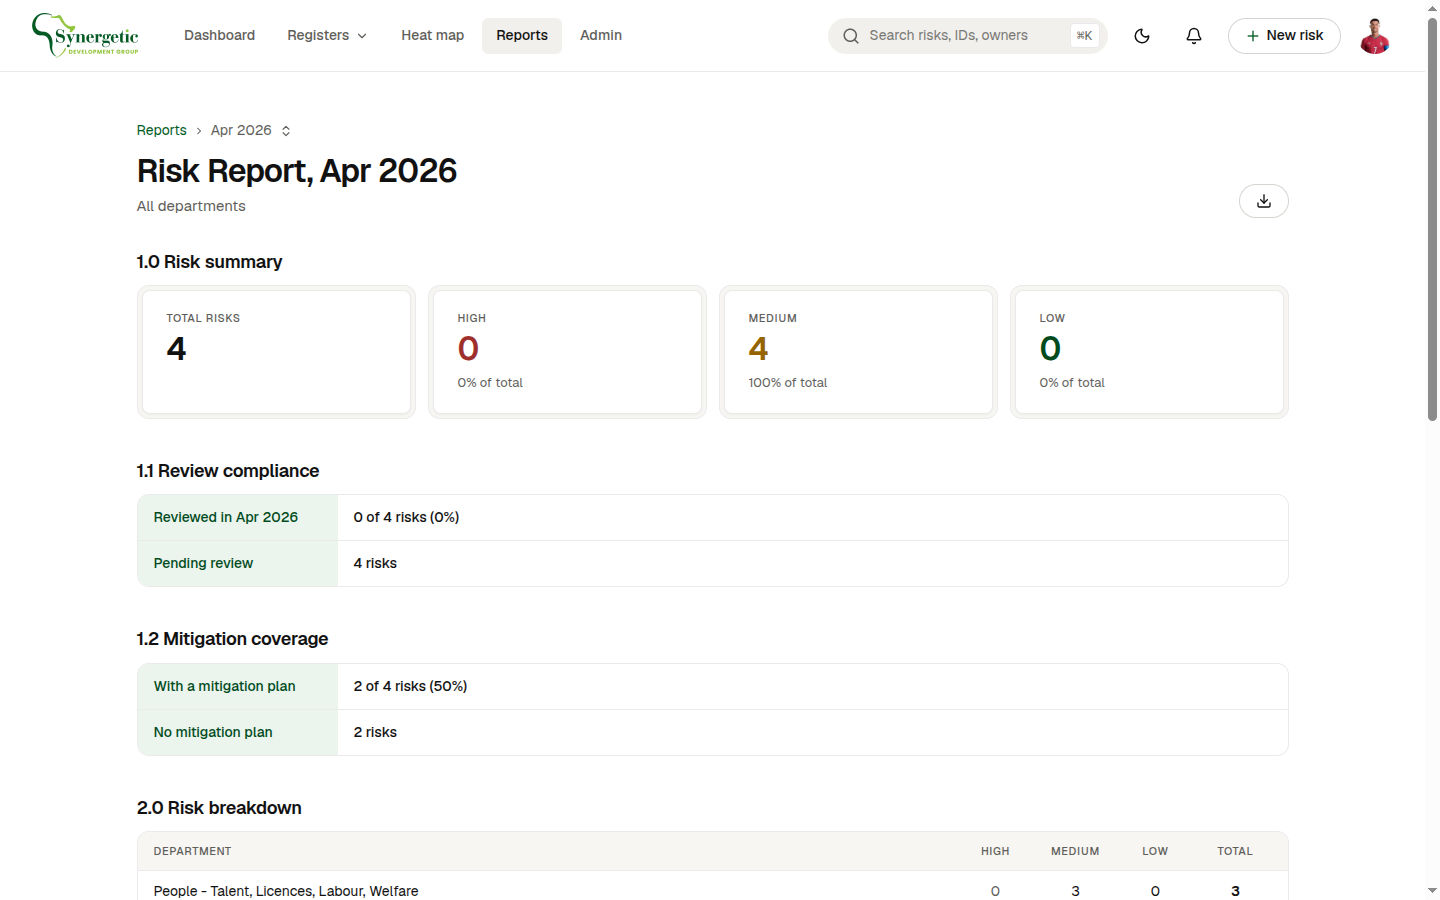 Synergetic
DEVELOPMENT GROUP
Dashboard
Registers
Heat map
Reports
Admin
Search risks, IDs, owners
⌘K
New risk
Reports > Apr 2026
Risk Report, Apr 2026
All departments
1.0 Risk summary
TOTAL RISKS
4
HIGH
0
0% of total
MEDIUM
4
100% of total
LOW
0
0% of total
1.1 Review compliance
Reviewed in Apr 2026 0 of 4 risks (0%)
Pending review 4 risks
1.2 Mitigation coverage
With a mitigation plan 2 of 4 risks (50%)
No mitigation plan 2 risks
2.0 Risk breakdown
DEPARTMENT HIGH MEDIUM LOW TOTAL
People - Talent, Licences, Labour, Welfare 0 3 0 3